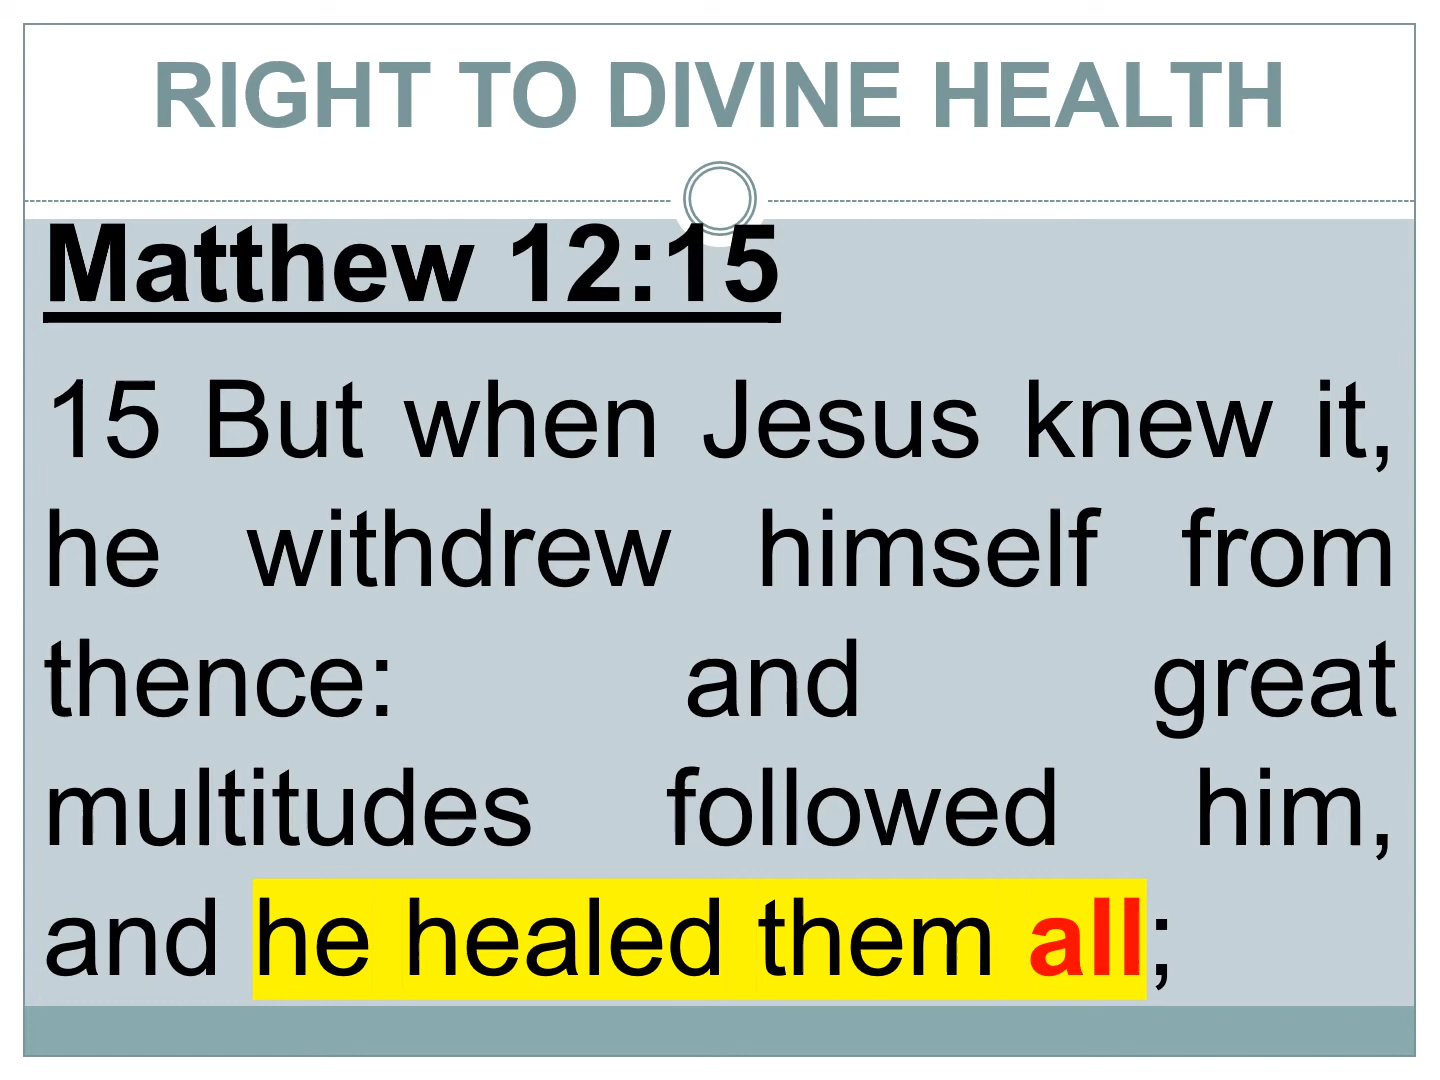 RIGHT TO DIVINE HEALTH
Matthew 12:15
15 But when Jesus knew it,
he withdrew himself from
thence: and great
multitudes followed him,
and he healed them all;